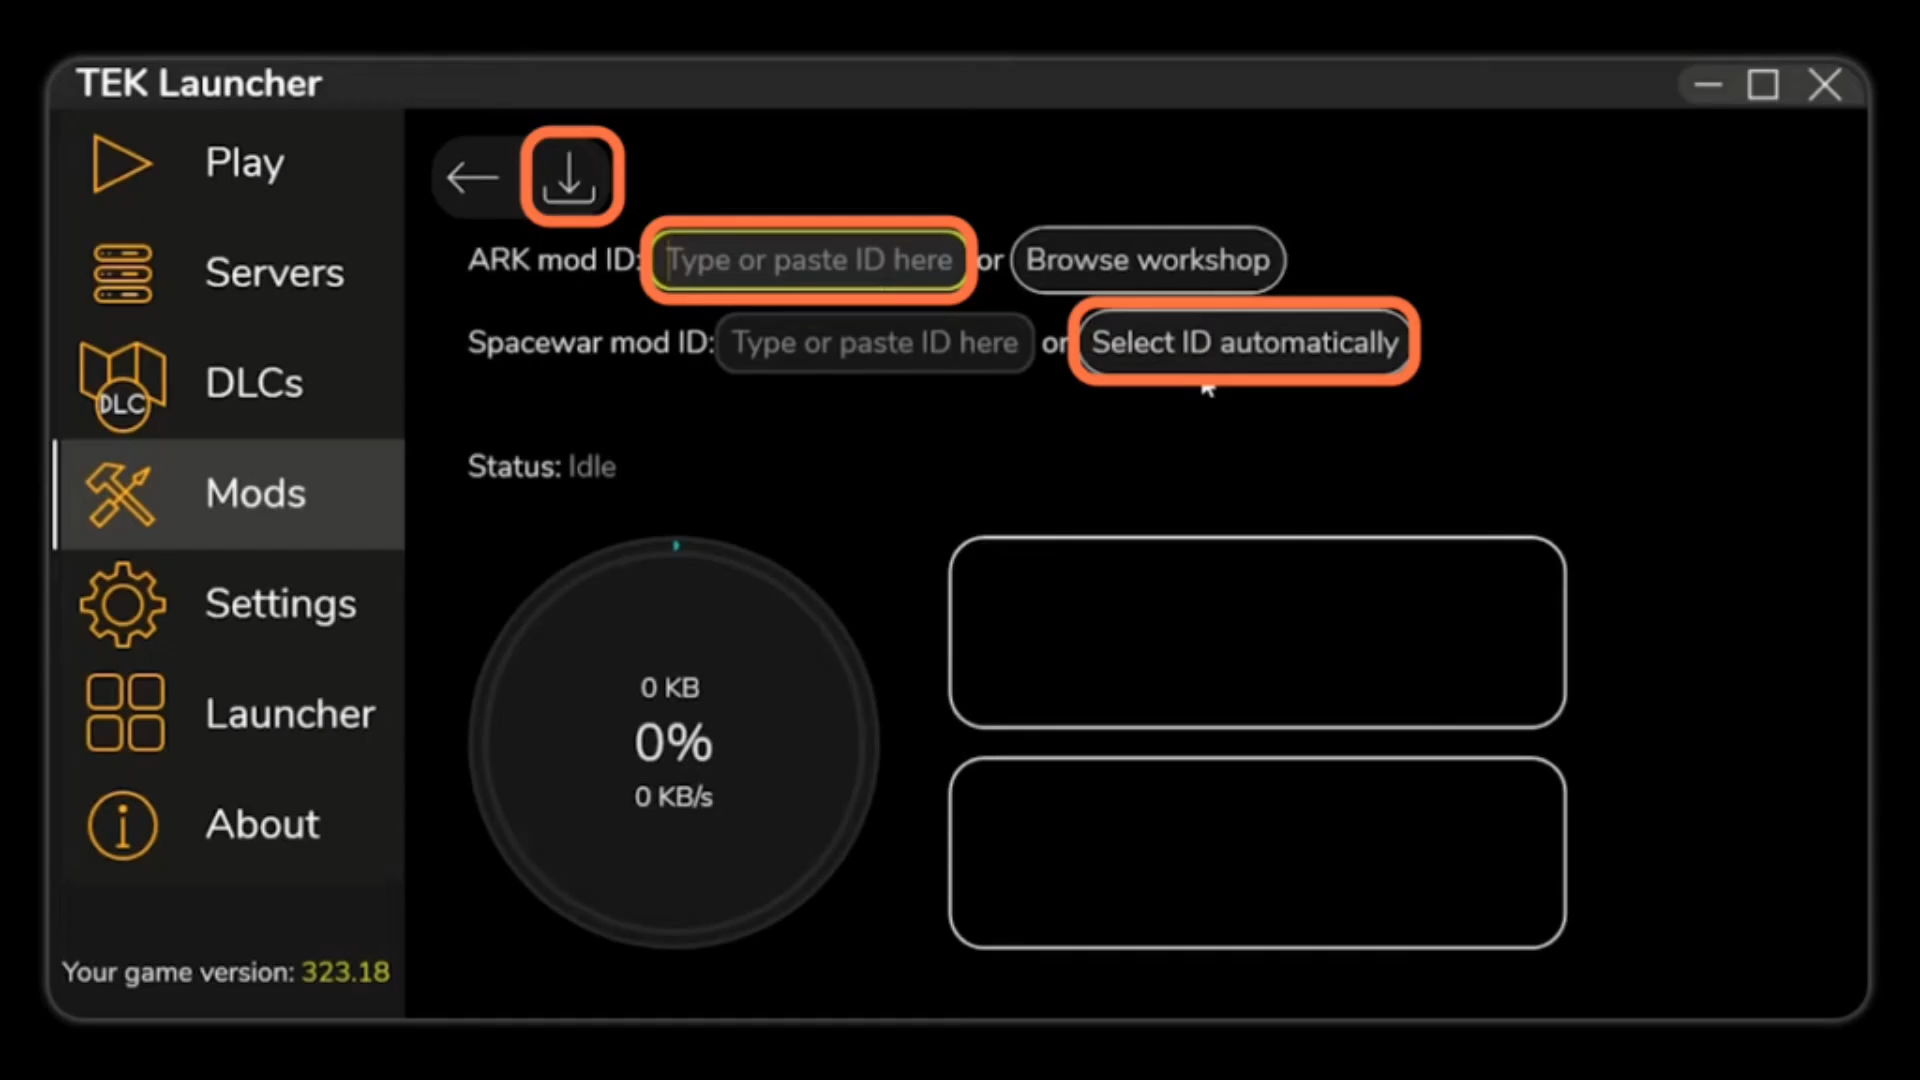 TEK Launcher
Play
Servers
DLC
DLCs
Mods
Settings
Launcher
About
Your game version: 323.18
ARK mod ID: Type or paste ID here or Browse workshop
Spacewar mod ID: Type or paste ID here or Select ID automatically
Status: Idle
0 KB
0%
0 KB/s